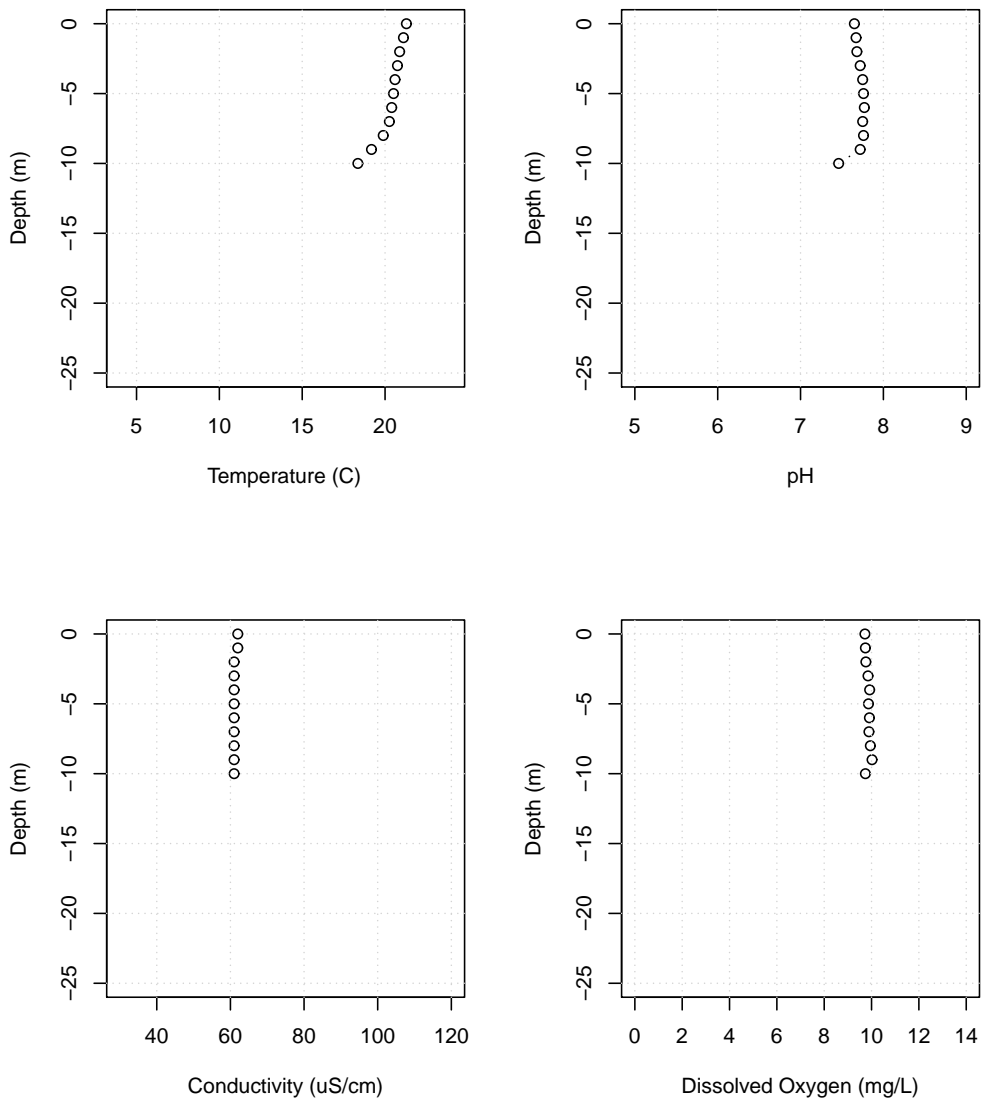 0
−5
−10
−15
−20
−25
Depth (m)
5 10 15 20
Temperature (C)
0
−5
−10
−15
−20
−25
Depth (m)
5 6 7 8 9
pH
0
−5
−10
−15
−20
−25
Depth (m)
40 60 80 100 120
Conductivity (uS/cm)
0
−5
−10
−15
−20
−25
Depth (m)
0 2 4 6 8 10 12 14
Dissolved Oxygen (mg/L)